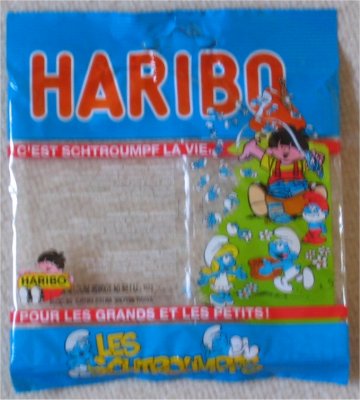 HARIBO
C'EST SCHTROUMPF LA VIE,
HARIBO
POUR LES GRANDS ET LES PETITS!
LES
SCHTROUMPFS